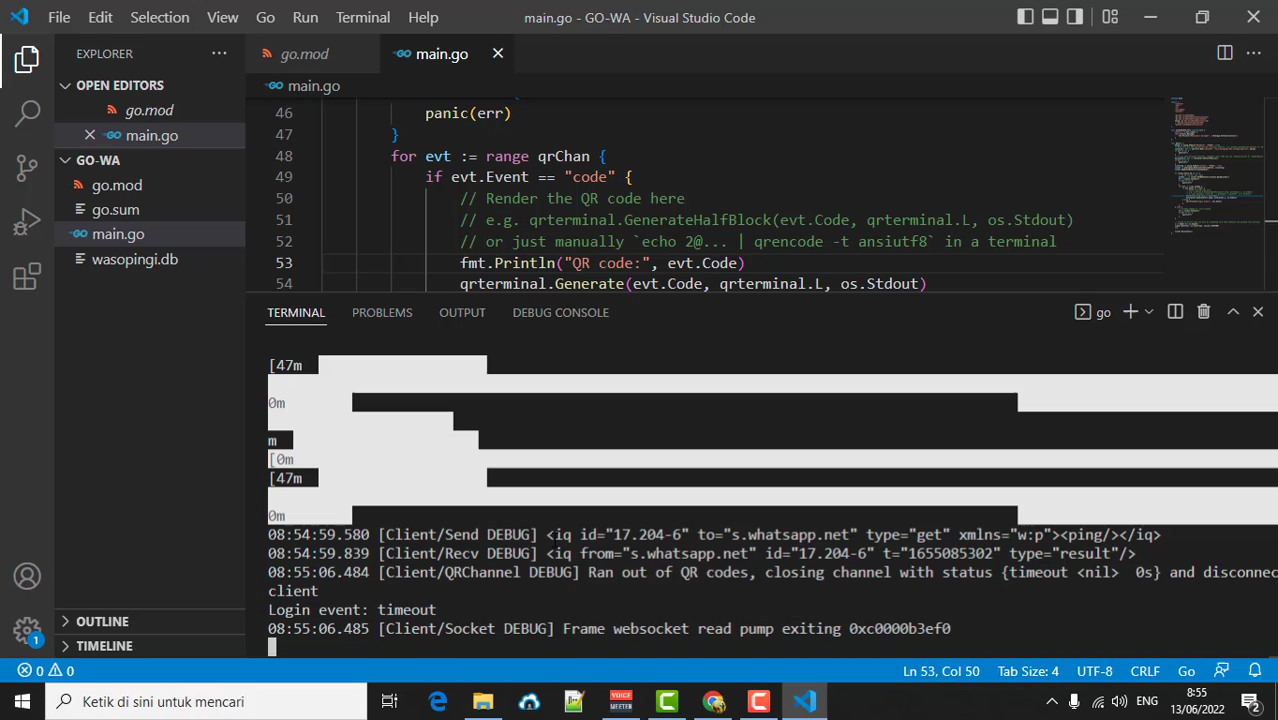 File Edit Selection View Go Run Terminal Help
main.go - GO-WA - Visual Studio Code
EXPLORER
OPEN EDITORS
go.mod
main.go
GO-WA
go.mod
go.sum
main.go
wasopingi.db
OUTLINE
TIMELINE
1
go.mod
main.go
main.go
46 panic(err)
47 }
48 for evt := range qrChan {
49 if evt.Event == "code" {
50 // Render the QR code here
51 // e.g. qrterminal.GenerateHalfBlock(evt.Code, qrterminal.L, os.Stdout)
52 // or just manually `echo 2@... | qrencode -t ansiutf8` in a terminal
53 fmt.Println("QR code:", evt.Code)
54 qrterminal.Generate(evt.Code, qrterminal.L, os.Stdout)
TERMINAL PROBLEMS OUTPUT DEBUG CONSOLE
go
[47m
0m
m
[0m
[47m
0m
08:54:59.580 [Client/Send DEBUG] <iq id="17.204-6" to="s.whatsapp.net" type="get" xmlns="w:p"><ping/></iq>
08:54:59.839 [Client/Recv DEBUG] <iq from="s.whatsapp.net" id="17.204-6" t="1655085302" type="result"/>
08:55:06.484 [Client/QRChannel DEBUG] Ran out of QR codes, closing channel with status {timeout <nil>  0s} and disconnec
client
Login event: timeout
08:55:06.485 [Client/Socket DEBUG] Frame websocket read pump exiting 0xc0000b3ef0
0 0
Ln 53, Col 50 Tab Size: 4 UTF-8 CRLF Go
Ketik di sini untuk mencari
VOICE
MEETER
ENG
8:55
13/06/2022
2